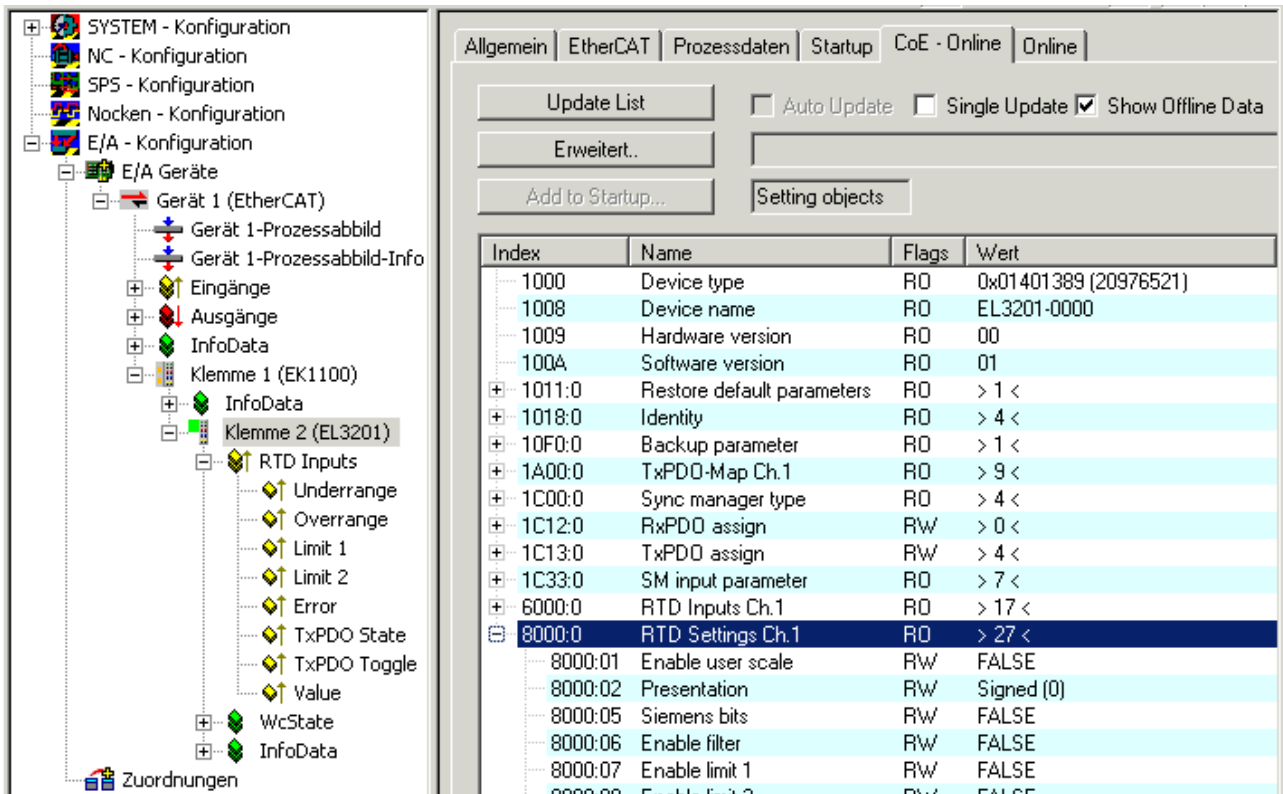 SYSTEM - Konfiguration
NC - Konfiguration
SPS - Konfiguration
Nocken - Konfiguration
E/A - Konfiguration
E/A Geräte
Gerät 1 (EtherCAT)
Gerät 1-Prozessabbild
Gerät 1-Prozessabbild-Info
Eingänge
Ausgänge
InfoData
Klemme 1 (EK1100)
InfoData
Klemme 2 (EL3201)
RTD Inputs
Underrange
Overrange
Limit 1
Limit 2
Error
TxPDO State
TxPDO Toggle
Value
WcState
InfoData
Zuordnungen
Allgemein EtherCAT Prozessdaten Startup CoE - Online Online
Update List Auto Update Single Update Show Offline Data
Erweitert..
Add to Startup... Setting objects
Index Name Flags Wert
1000 Device type RO 0x01401389 (20976521)
1008 Device name RO EL3201-0000
1009 Hardware version RO 00
100A Software version RO 01
1011:0 Restore default parameters RO > 1 <
1018:0 Identity RO > 4 <
10F0:0 Backup parameter RO > 1 <
1A00:0 TxPDO-Map Ch.1 RO > 9 <
1C00:0 Sync manager type RO > 4 <
1C12:0 RxPDO assign RW > 0 <
1C13:0 TxPDO assign RW > 4 <
1C33:0 SM input parameter RO > 7 <
6000:0 RTD Inputs Ch.1 RO > 17 <
8000:0 RTD Settings Ch.1 RO > 27 <
8000:01 Enable user scale RW FALSE
8000:02 Presentation RW Signed (0)
8000:05 Siemens bits RW FALSE
8000:06 Enable filter RW FALSE
8000:07 Enable limit 1 RW FALSE